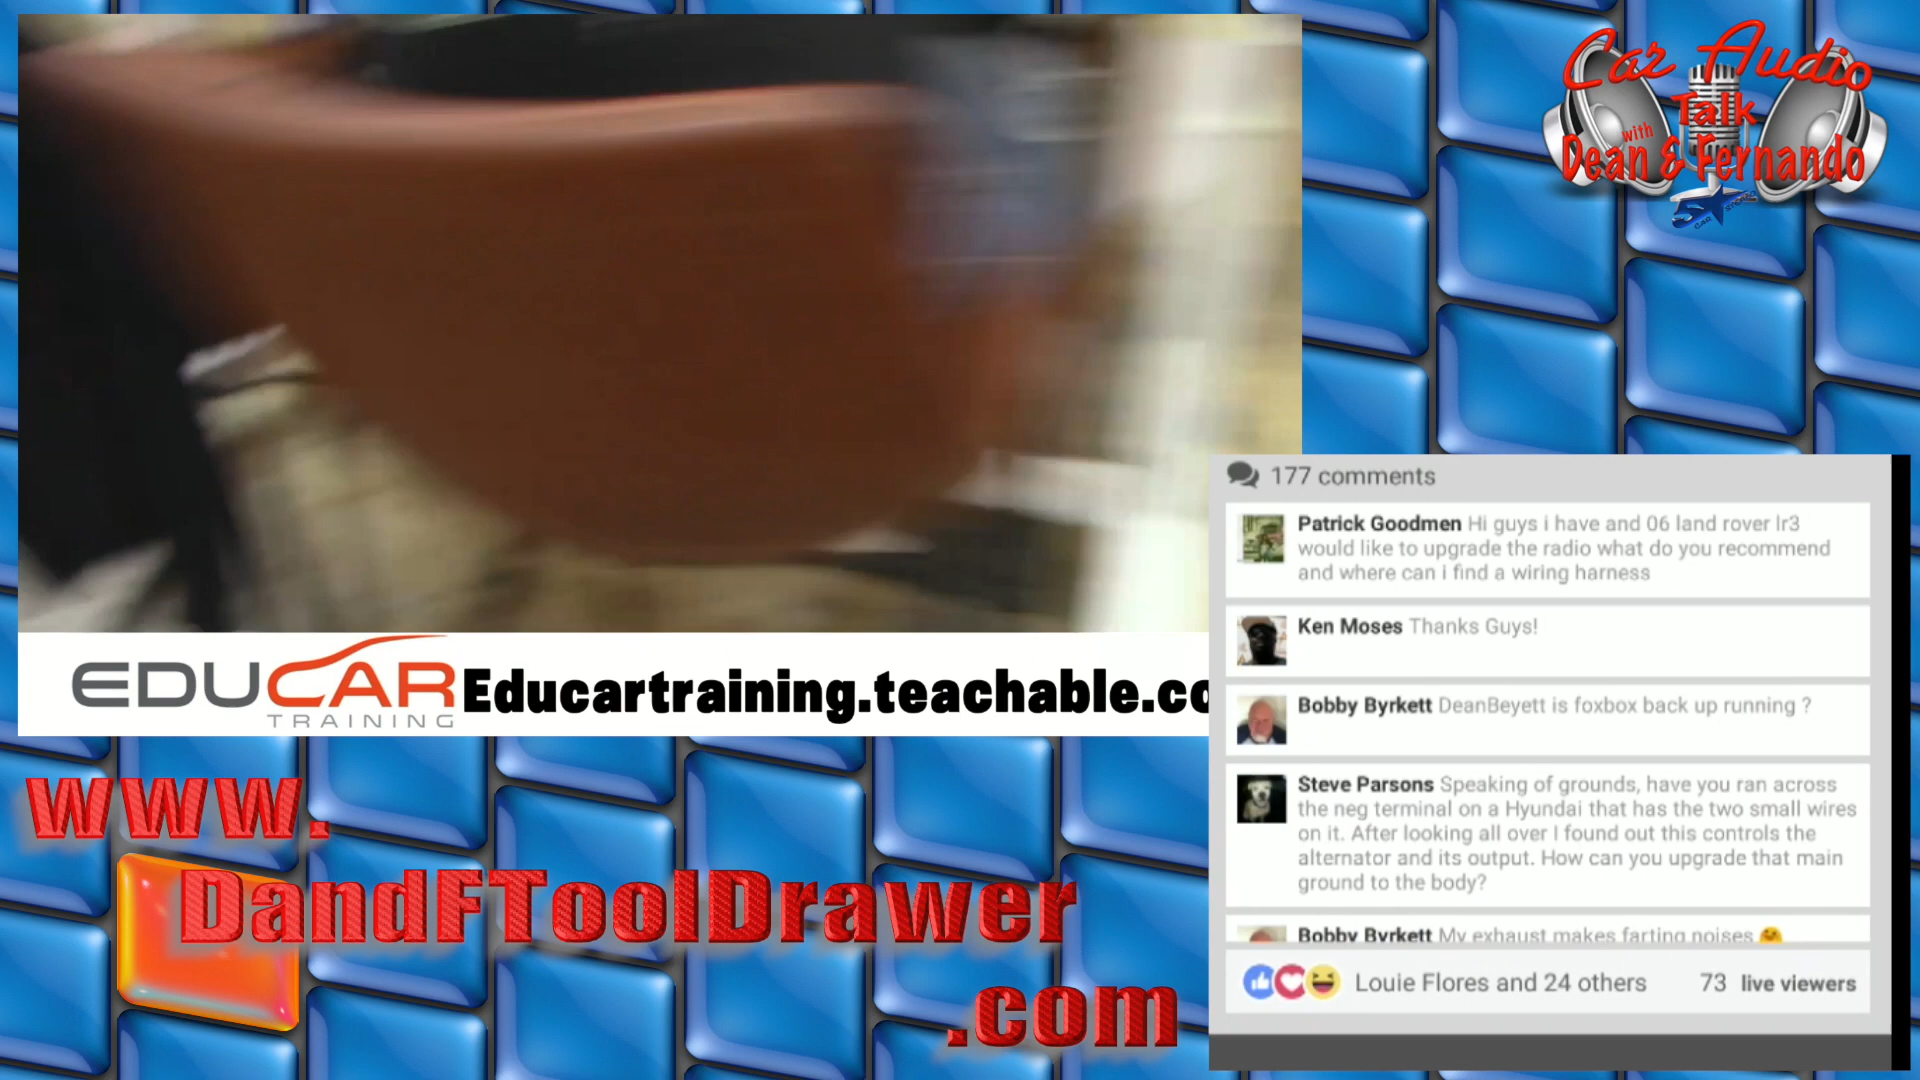 Car Audio
Talk
with
Dean & Fernando
5
CAR STEREO
177 comments
Patrick Goodmen Hi guys i have and 06 land rover lr3
would like to upgrade the radio what do you recommend
and where can i find a wiring harness
Ken Moses Thanks Guys!
Bobby Byrkett DeanBeyett is foxbox back up running ?
Steve Parsons Speaking of grounds, have you ran across
the neg terminal on a Hyundai that has the two small wires
on it. After looking all over I found out this controls the
alternator and its output. How can you upgrade that main
ground to the body?
Bobby Byrkett My exhaust makes farting noises
Louie Flores and 24 others 73 live viewers
EDUCAR
TRAINING
Educartraining.teachable.co
www.
DandFToolDrawer
.com